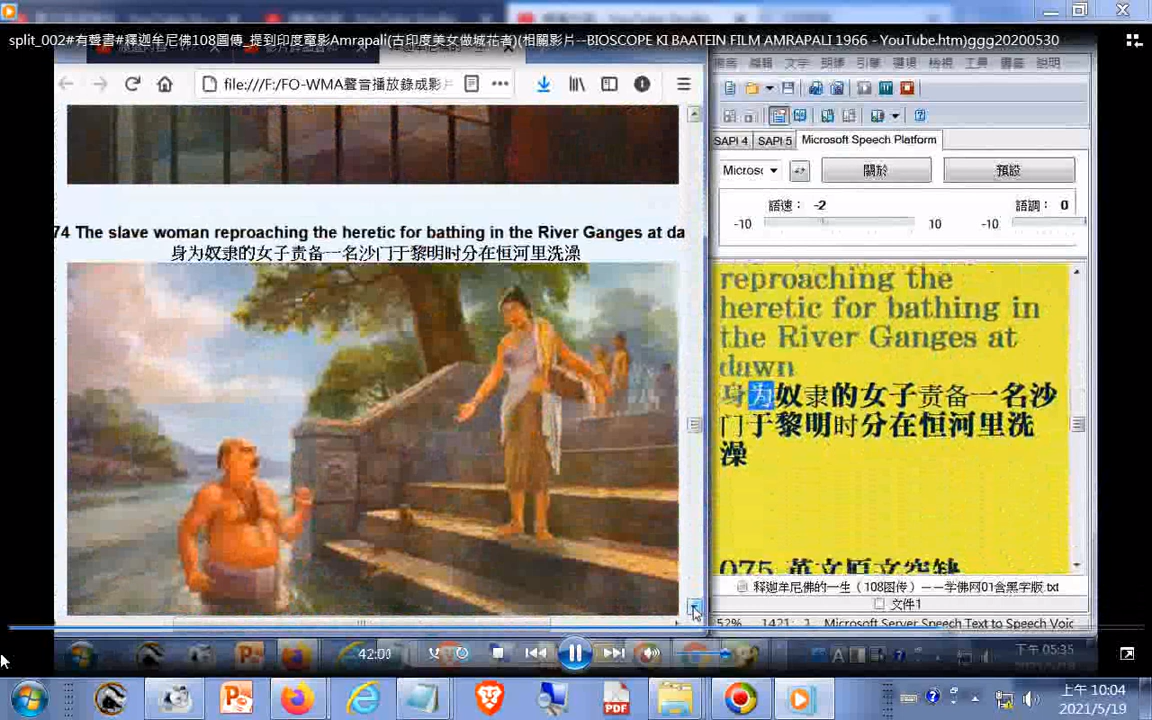 split_002#有聲書#釋迦牟尼佛108圖傳_提到印度電影Amrapali(古印度美女做城花者)(相關影片--BIOSCOPE KI BAATEIN FILM AMRAPALI 1966 - YouTube.htm)ggg20200530
file:///F:/FO-WMA聲音播放錄成影片
SAPI 4 SAPI 5 Microsoft Speech Platform
Microsc 關於 預設
語速： -2 語調： 0
-10 10 -10
74 The slave woman reproaching the heretic for bathing in the River Ganges at da
身为奴隶的女子责备一名沙门于黎明时分在恒河里洗澡
reproaching the
heretic for bathing in
the River Ganges at
dawn
身为奴隶的女子责备一名沙
门于黎明时分在恒河里洗
澡
075 英文原文空缺
释迦牟尼佛的一生（108图传）——学佛网01含黑字版.txt
文件1
52% 1421: Microsoft Server Speech Text to Speech Voic
42:00
下午 05:35
上午 10:04
2021/5/19